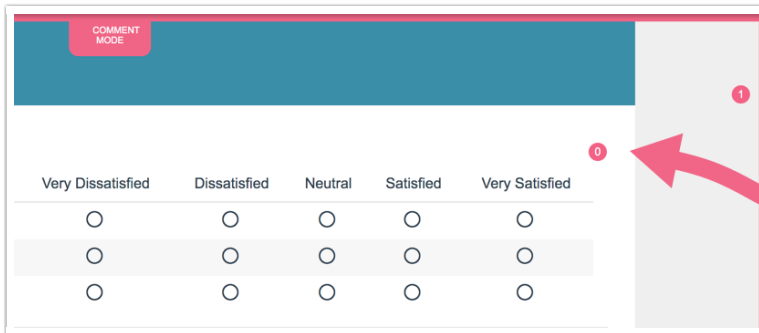 COMMENT
MODE
1
0
Very Dissatisfied Dissatisfied Neutral Satisfied Very Satisfied